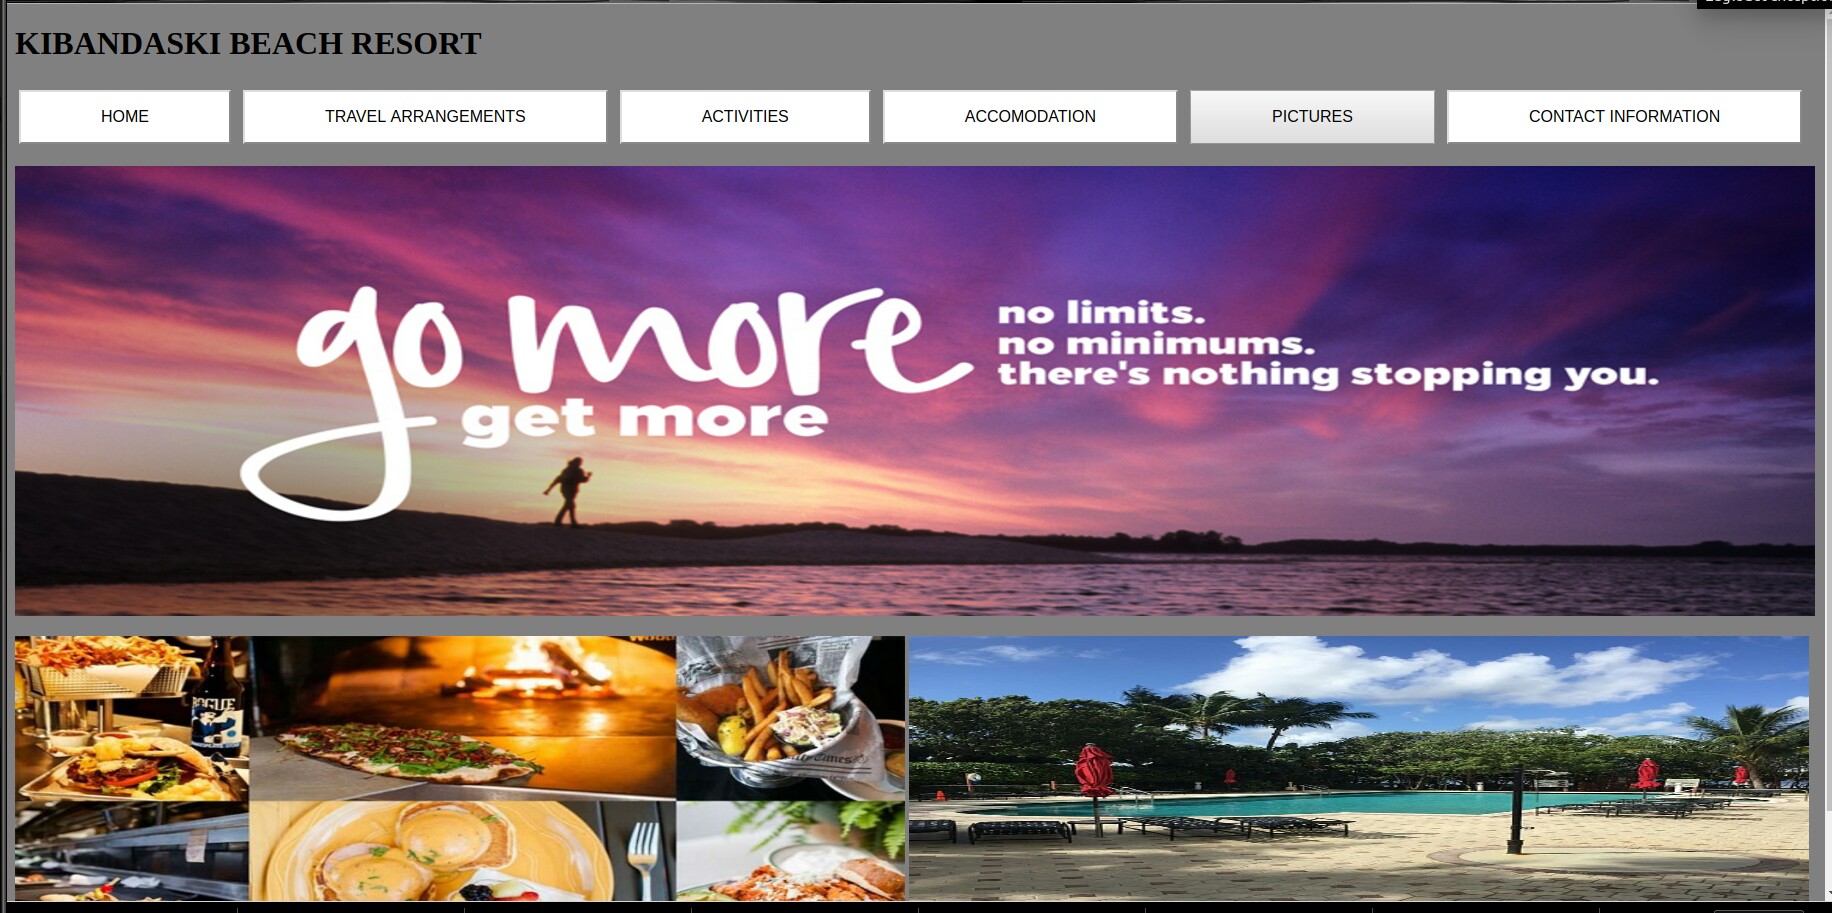 KIBANDASKI BEACH RESORT
HOME TRAVEL ARRANGEMENTS ACTIVITIES ACCOMODATION PICTURES CONTACT INFORMATION
go more
get more
no limits.
no minimums.
there's nothing stopping you.
ROGUE